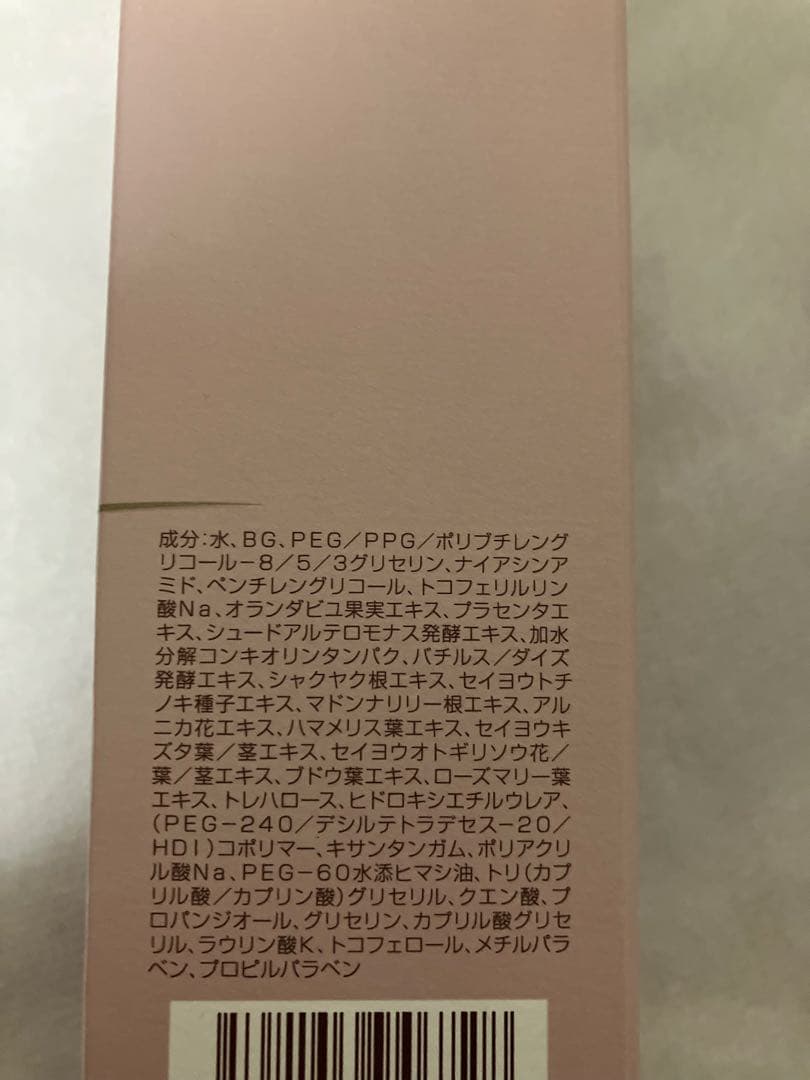 成分:水、BG、PEG/PPG/ポリブチレング
リコール-8/5/3グリセリン、ナイアシンア
ミド、ペンチレングリコール、トコフェリルリン
酸Na、オランダビユ果実エキス、プラセンタエ
キス、シュードアルテロモナス発酵エキス、加水
分解コンキオリンタンパク、バチルス/ダイズ
発酵エキス、シャクヤク根エキス、セイヨウトチ
ノキ種子エキス、マドンナリリー根エキス、アル
ニカ花エキス、ハマメリス葉エキス、セイヨウキ
ズタ葉/茎エキス、セイヨウオトギリソウ花/
葉/茎エキス、ブドウ葉エキス、ローズマリー葉
エキス、トレハロース、ヒドロキシエチルウレア、
(PEG-240/デシルテトラデセス-20/
HDI)コポリマー、キサンタンガム、ポリアクリ
ル酸Na、PEG-60水添ヒマシ油、トリ(カプ
リル酸/カプリン酸)グリセリル、クエン酸、プ
ロパンジオール、グリセリン、カプリル酸グリセ
リル、ラウリン酸K、トコフェロール、メチルパラ
ベン、プロピルパラベン